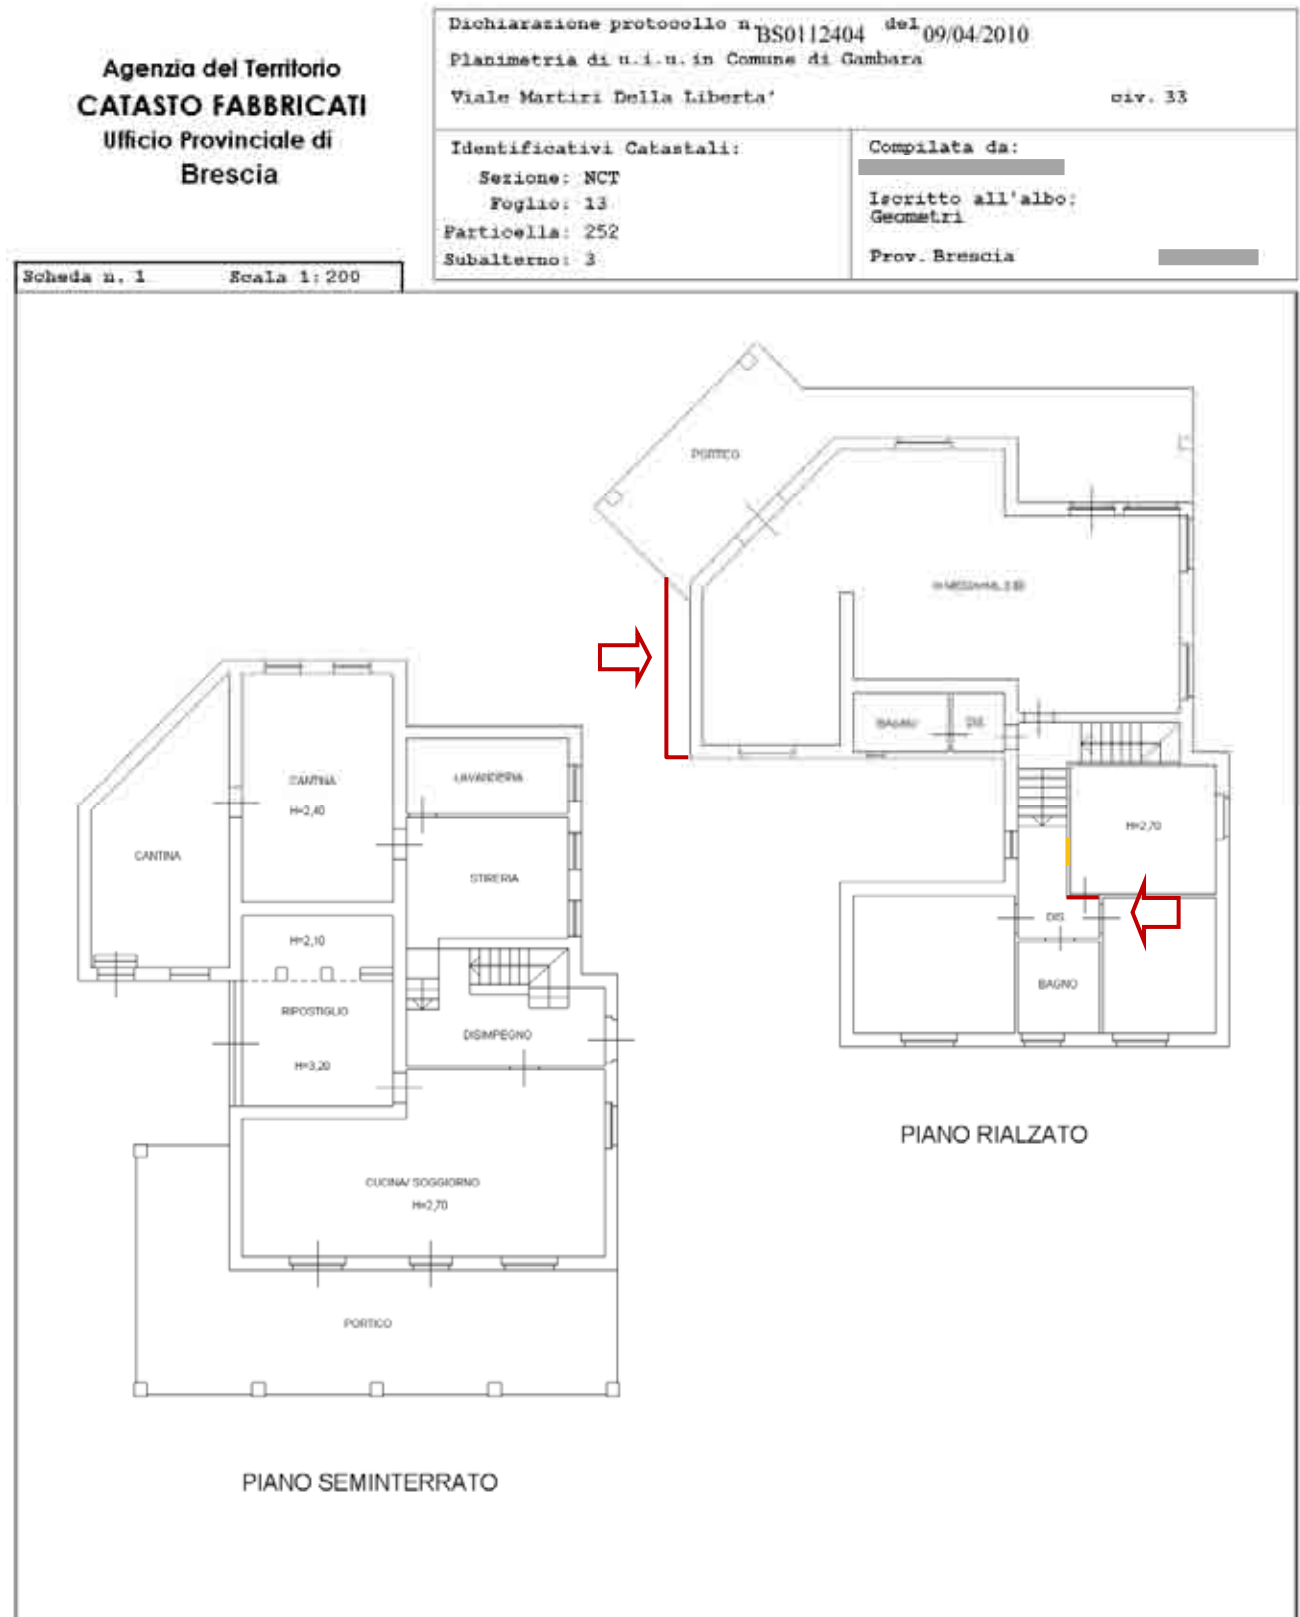 Agenzia del Territorio
CATASTO FABBRICATI
Ufficio Provinciale di
Brescia
Dichiarazione protocollo n. BS0112404 del 09/04/2010
Planimetria di u.i.u. in Comune di Gambara
Viale Martiri Della Liberta' civ. 33
Identificativi Catastali:
Sezione: NCT
Foglio: 13
Particella: 252
Subalterno: 3
Compilata da:
Iscritto all'albo:
Geometri
Prov. Brescia
Scheda n. 1 Scala 1:200
PORTICO
BAGNO DIS.
H=2,70
DIS.
BAGNO
PIANO RIALZATO
CANTINA
H=2,40
LAVANDERIA
CANTINA
STIRERIA
H=2,10
RIPOSTIGLIO
DISIMPEGNO
H=3,20
CUCINA/ SOGGIORNO
H=2,70
PORTICO
PIANO SEMINTERRATO